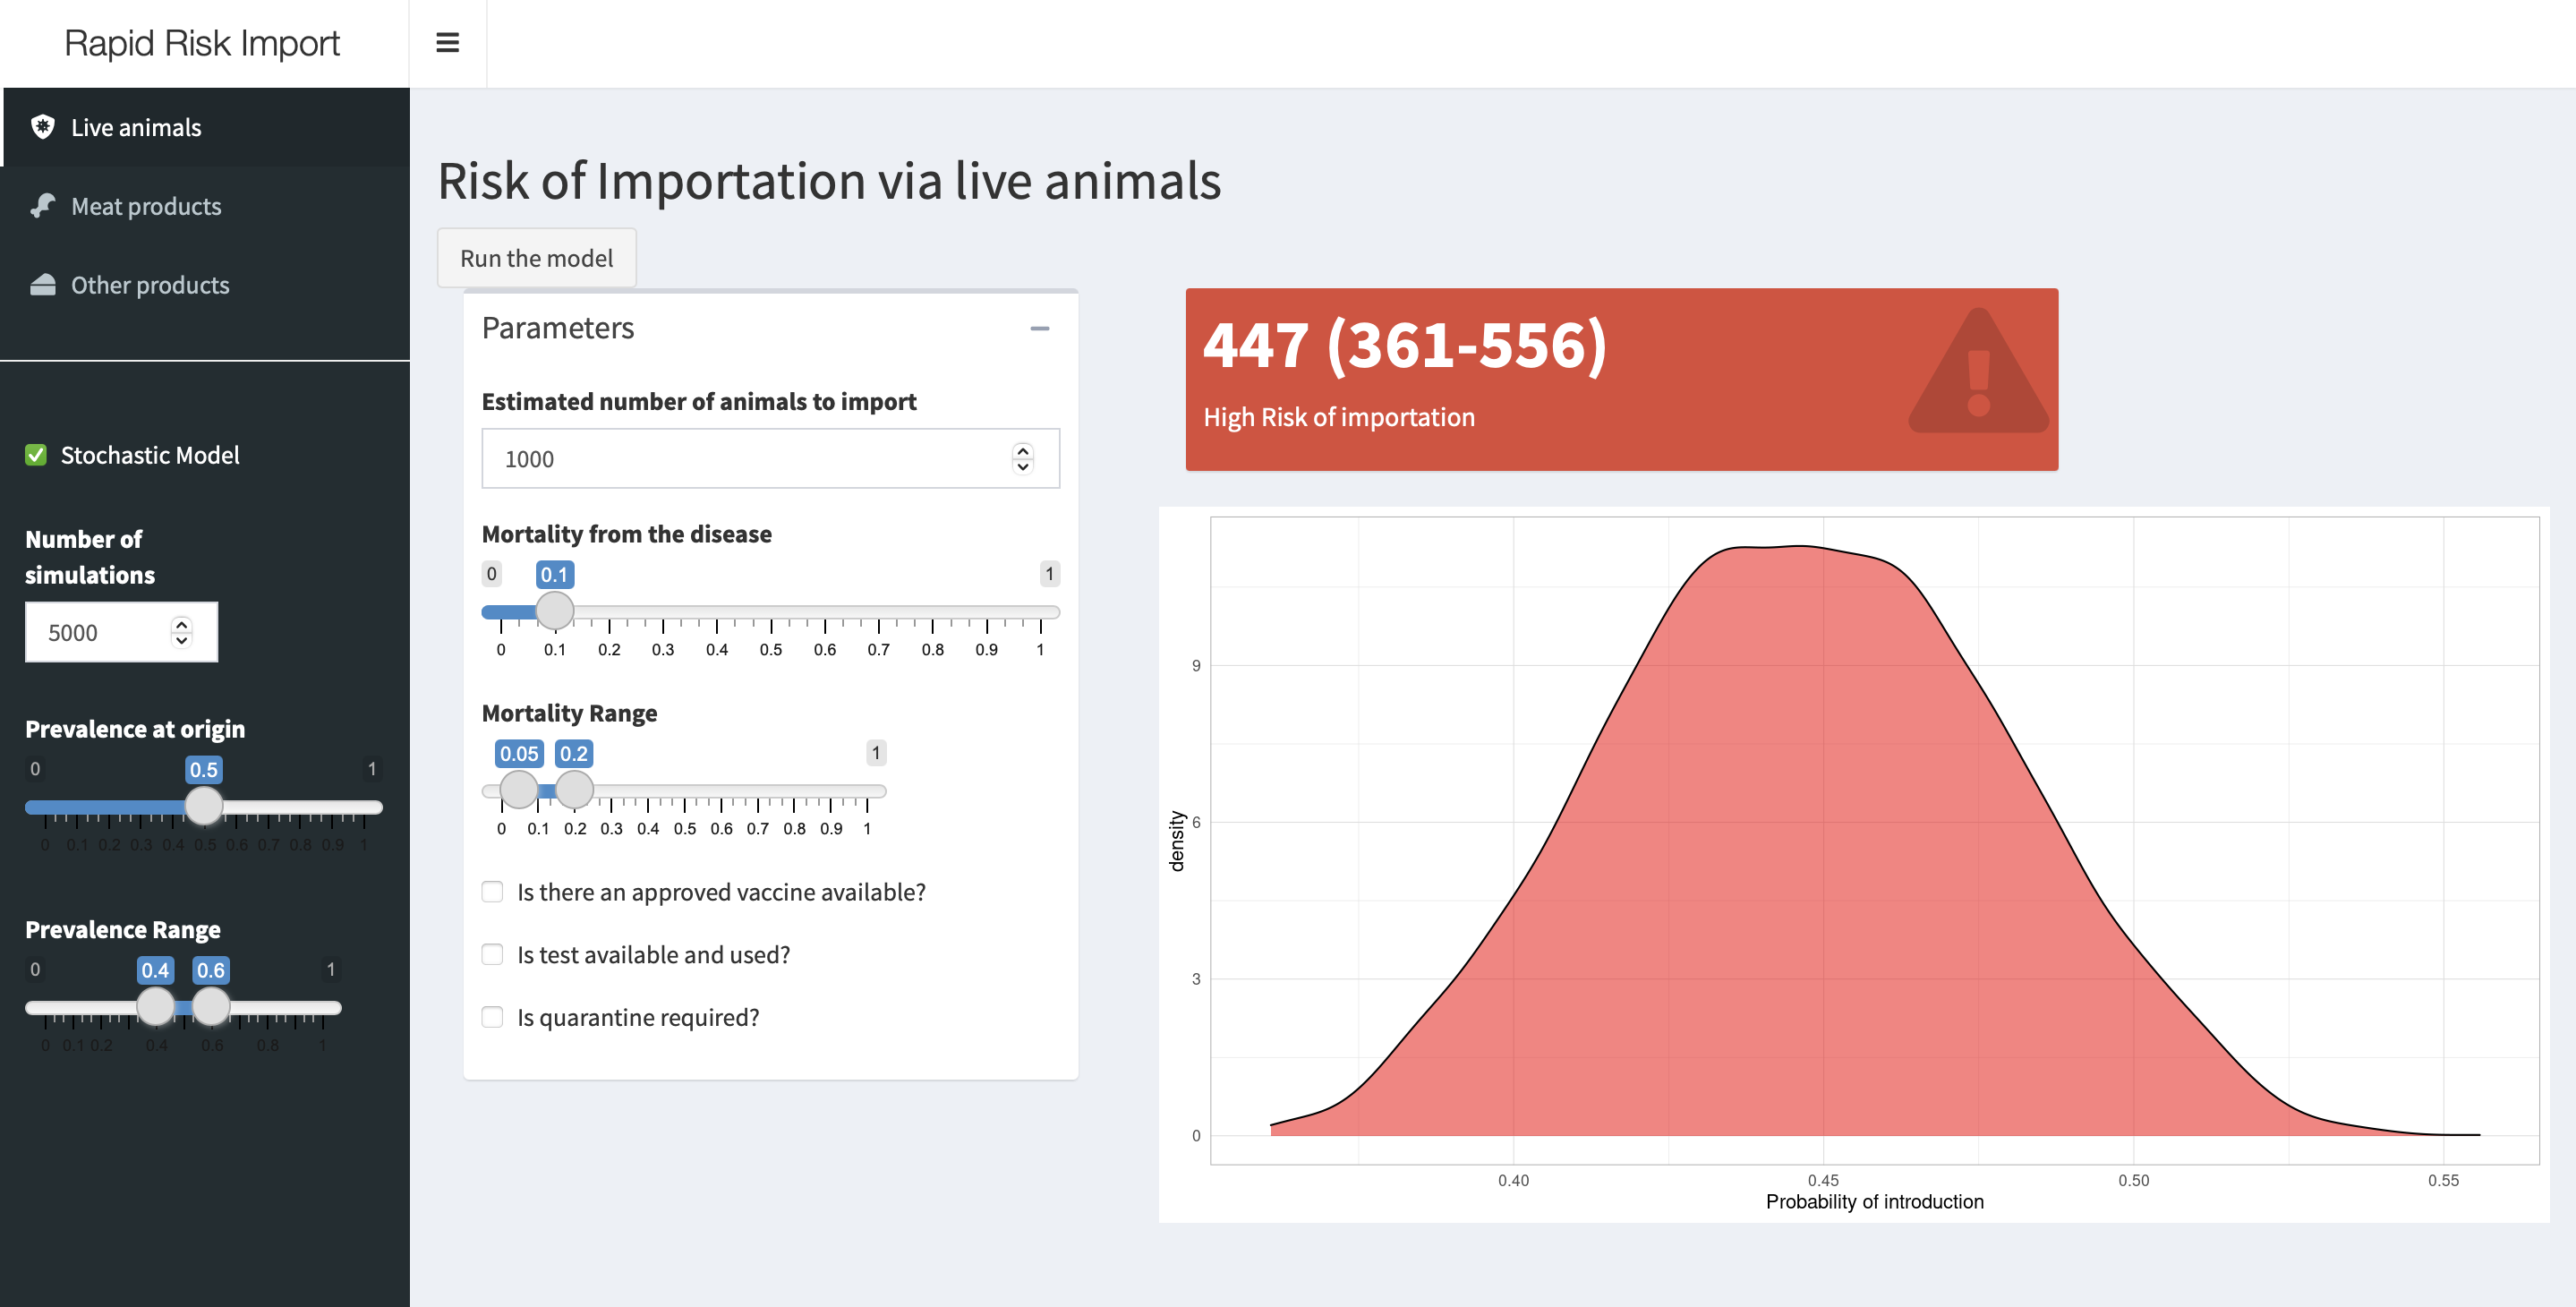 Rapid Risk Import
Live animals
Meat products
Other products
Stochastic Model
Number of
simulations
5000
Prevalence at origin
0 0.5 1
0 0.1 0.2 0.3 0.4 0.5 0.6 0.7 0.8 0.9 1
Prevalence Range
0 0.4 0.6 1
0 0.1 0.2 0.4 0.6 0.8 1
Risk of Importation via live animals
Run the model
Parameters
Estimated number of animals to import
1000
Mortality from the disease
0 0.1 1
0 0.1 0.2 0.3 0.4 0.5 0.6 0.7 0.8 0.9 1
Mortality Range
0.05 0.2 1
0 0.1 0.2 0.3 0.4 0.5 0.6 0.7 0.8 0.9 1
Is there an approved vaccine available?
Is test available and used?
Is quarantine required?
447 (361-556)
High Risk of importation
density
9
6
3
0
0.40 0.45 0.50 0.55
Probability of introduction